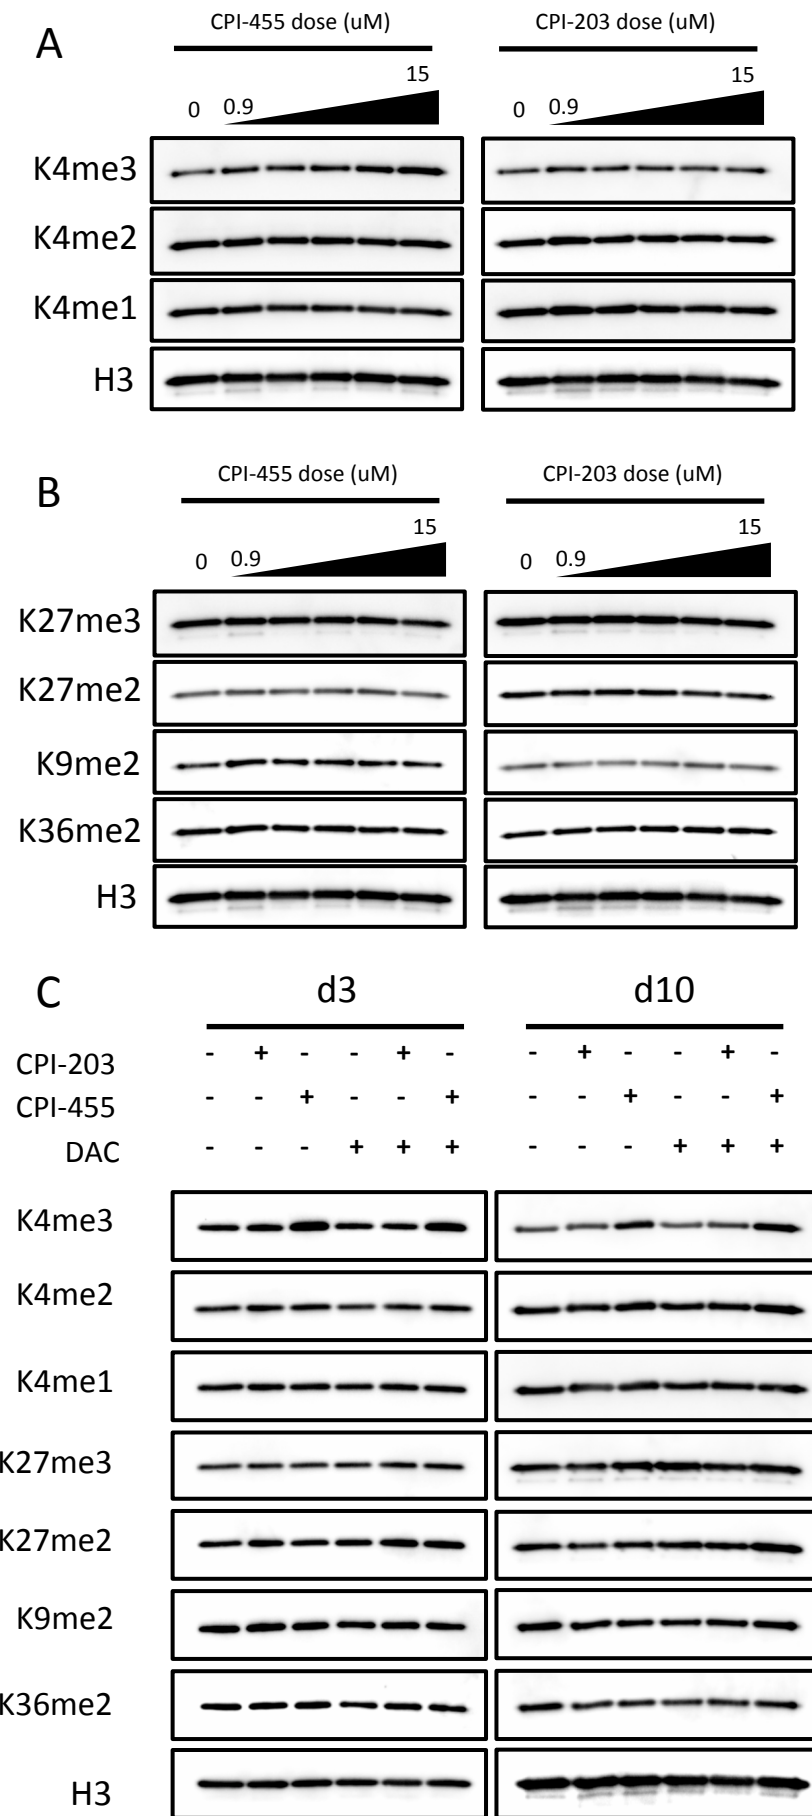 A
CPI-455 dose (uM)
CPI-203 dose (uM)
0 0.9 15
0 0.9 15
K4me3
K4me2
K4me1
H3
B
CPI-455 dose (uM)
CPI-203 dose (uM)
0 0.9 15
0 0.9 15
K27me3
K27me2
K9me2
K36me2
H3
C
d3
d10
CPI-203 - + - - + - - + - - + -
CPI-455 - - + - - + - - + - - +
DAC - - - + + + - - - + + +
K4me3
K4me2
K4me1
K27me3
K27me2
K9me2
K36me2
H3